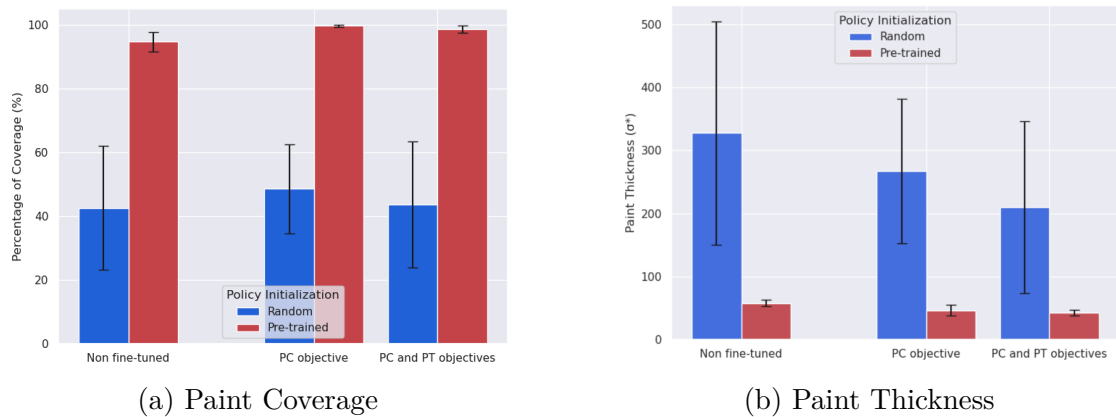 100
80
60
40
20
0
Percentage of Coverage (%)
Policy Initialization
Random
Pre-trained
Non fine-tuned
PC objective
PC and PT objectives
(a) Paint Coverage
500
400
300
200
100
0
Paint Thickness (σ*)
Policy Initialization
Random
Pre-trained
Non fine-tuned
PC objective
PC and PT objectives
(b) Paint Thickness